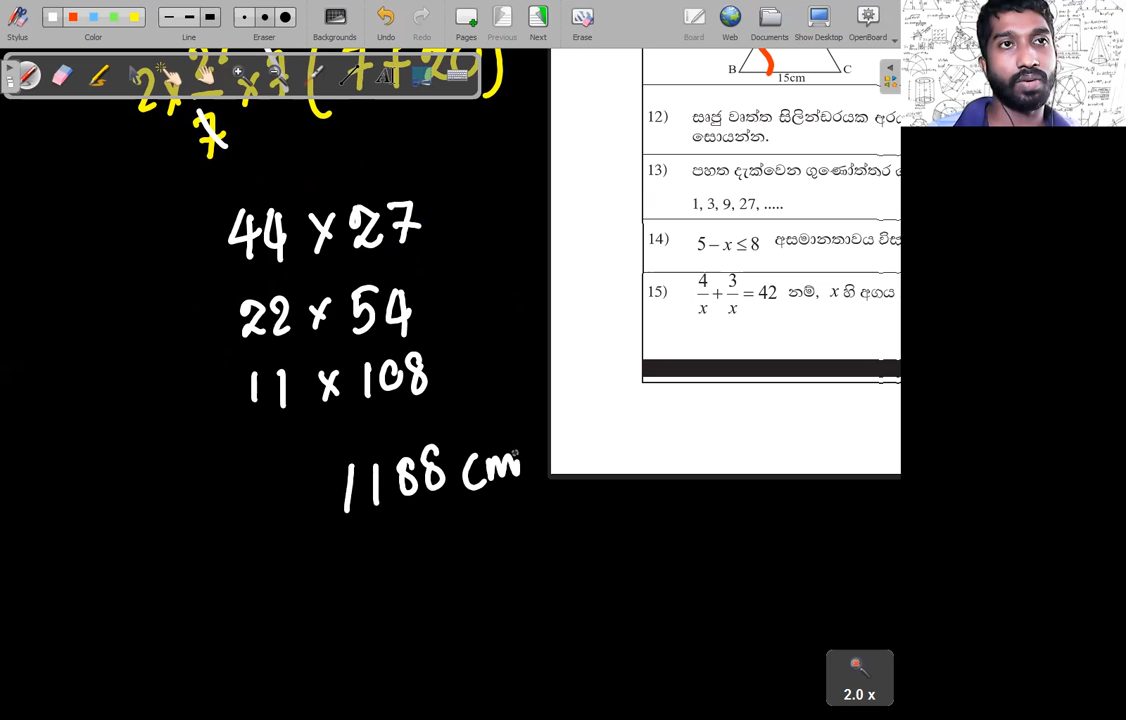 Stylus
Color
Line
Eraser
Backgrounds
Undo
Redo
Pages
Previous
Next
Erase
Board
Web
Documents
Show Desktop
OpenBoard
44 x 27
22 x 54
11 x 108
1188 cm
B
15cm
C
12) සෘජු වෘත්ත සිලින්ඩරයක
සොයන්න.
13) පහත දැක්වෙන ගුණෝත්තර
1, 3, 9, 27, .....
14) 5 – x ≤ 8 අසමානතාවය
15) 4/x + 3/x = 42 නම්, x හි අගය
2.0 x